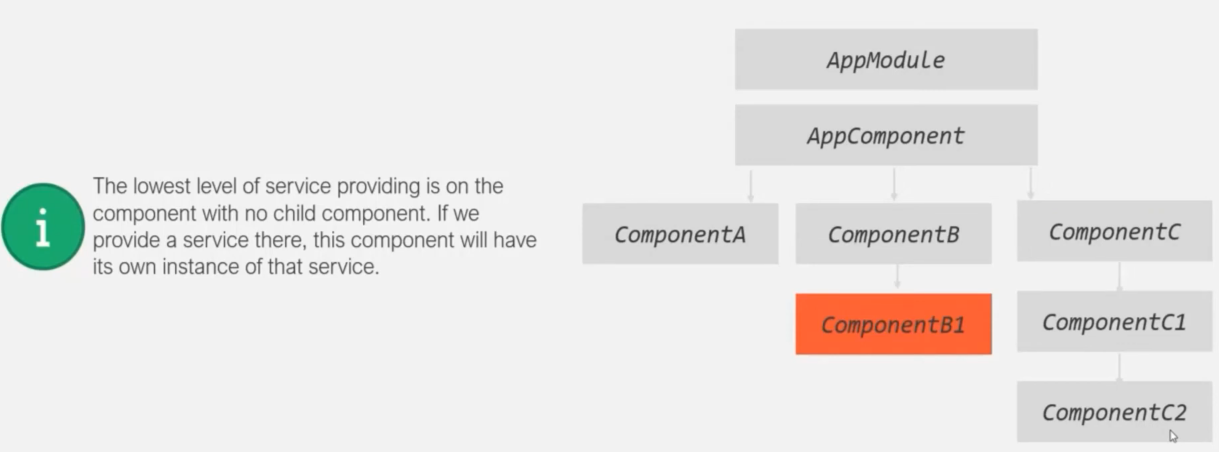 AppModule
AppComponent
The lowest level of service providing is on the
component with no child component. If we
provide a service there, this component will have
its own instance of that service.
i
ComponentA
ComponentB
ComponentC
ComponentB1
ComponentC1
ComponentC2